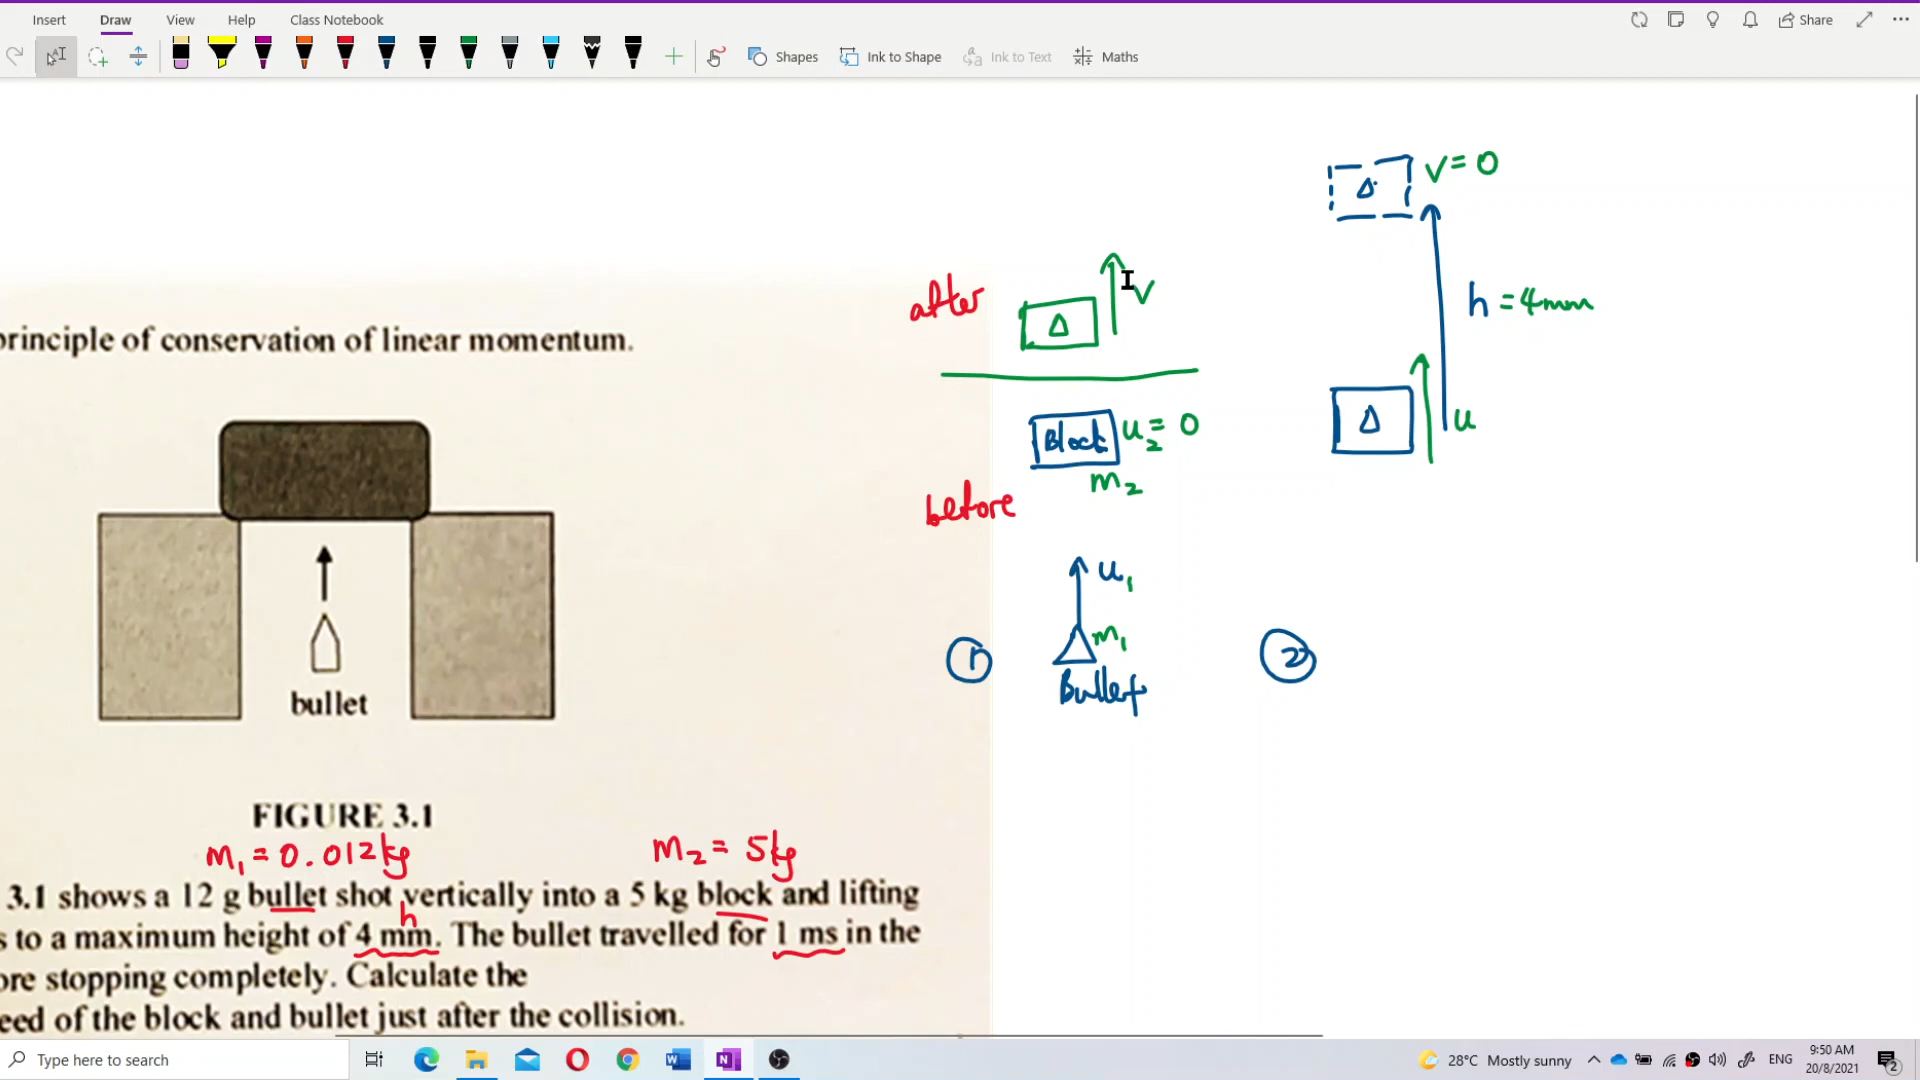 Insert Draw View Help Class Notebook
Share
Shapes Ink to Shape Ink to Text Maths
rinciple of conservation of linear momentum.
bullet
FIGURE 3.1
m₁ = 0.012kg
m₂ = 5kg
3.1 shows a 12 g bullet shot vertically into a 5 kg block and lifting
h
s to a maximum height of 4 mm. The bullet travelled for 1 ms in the
ore stopping completely. Calculate the
eed of the block and bullet just after the collision.
after
v
Block u₂ = 0
m₂
before
u₁
m₁
Bullet
1
v = 0
h = 4mm
u
2
Type here to search
28°C Mostly sunny
ENG
9:50 AM
20/8/2021
2